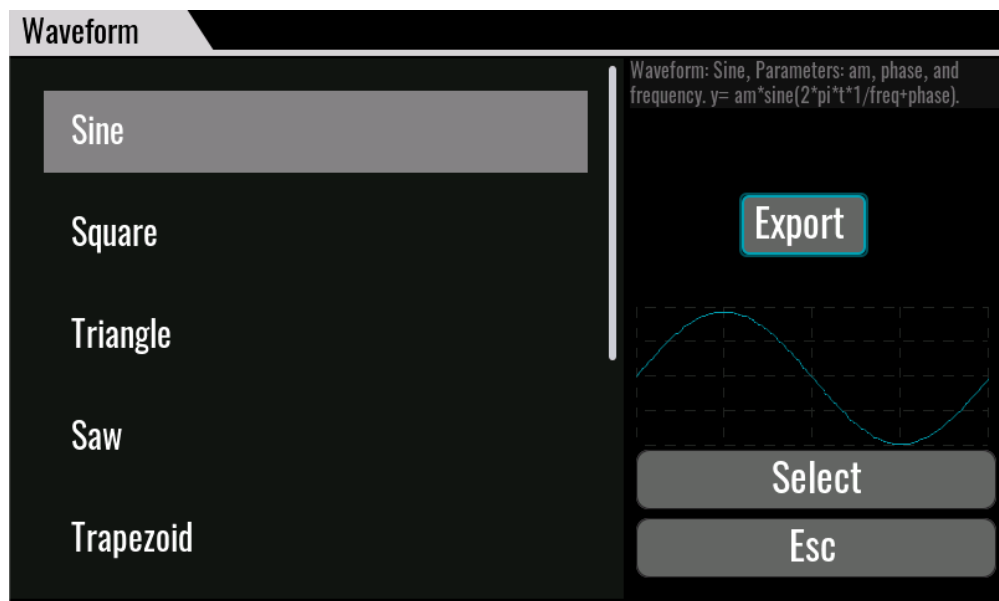 Waveform
Sine
Square
Triangle
Saw
Trapezoid
Waveform: Sine, Parameters: am, phase, and
frequency. y= am*sine(2*pi*t*1/freq+phase).
Export
Select
Esc